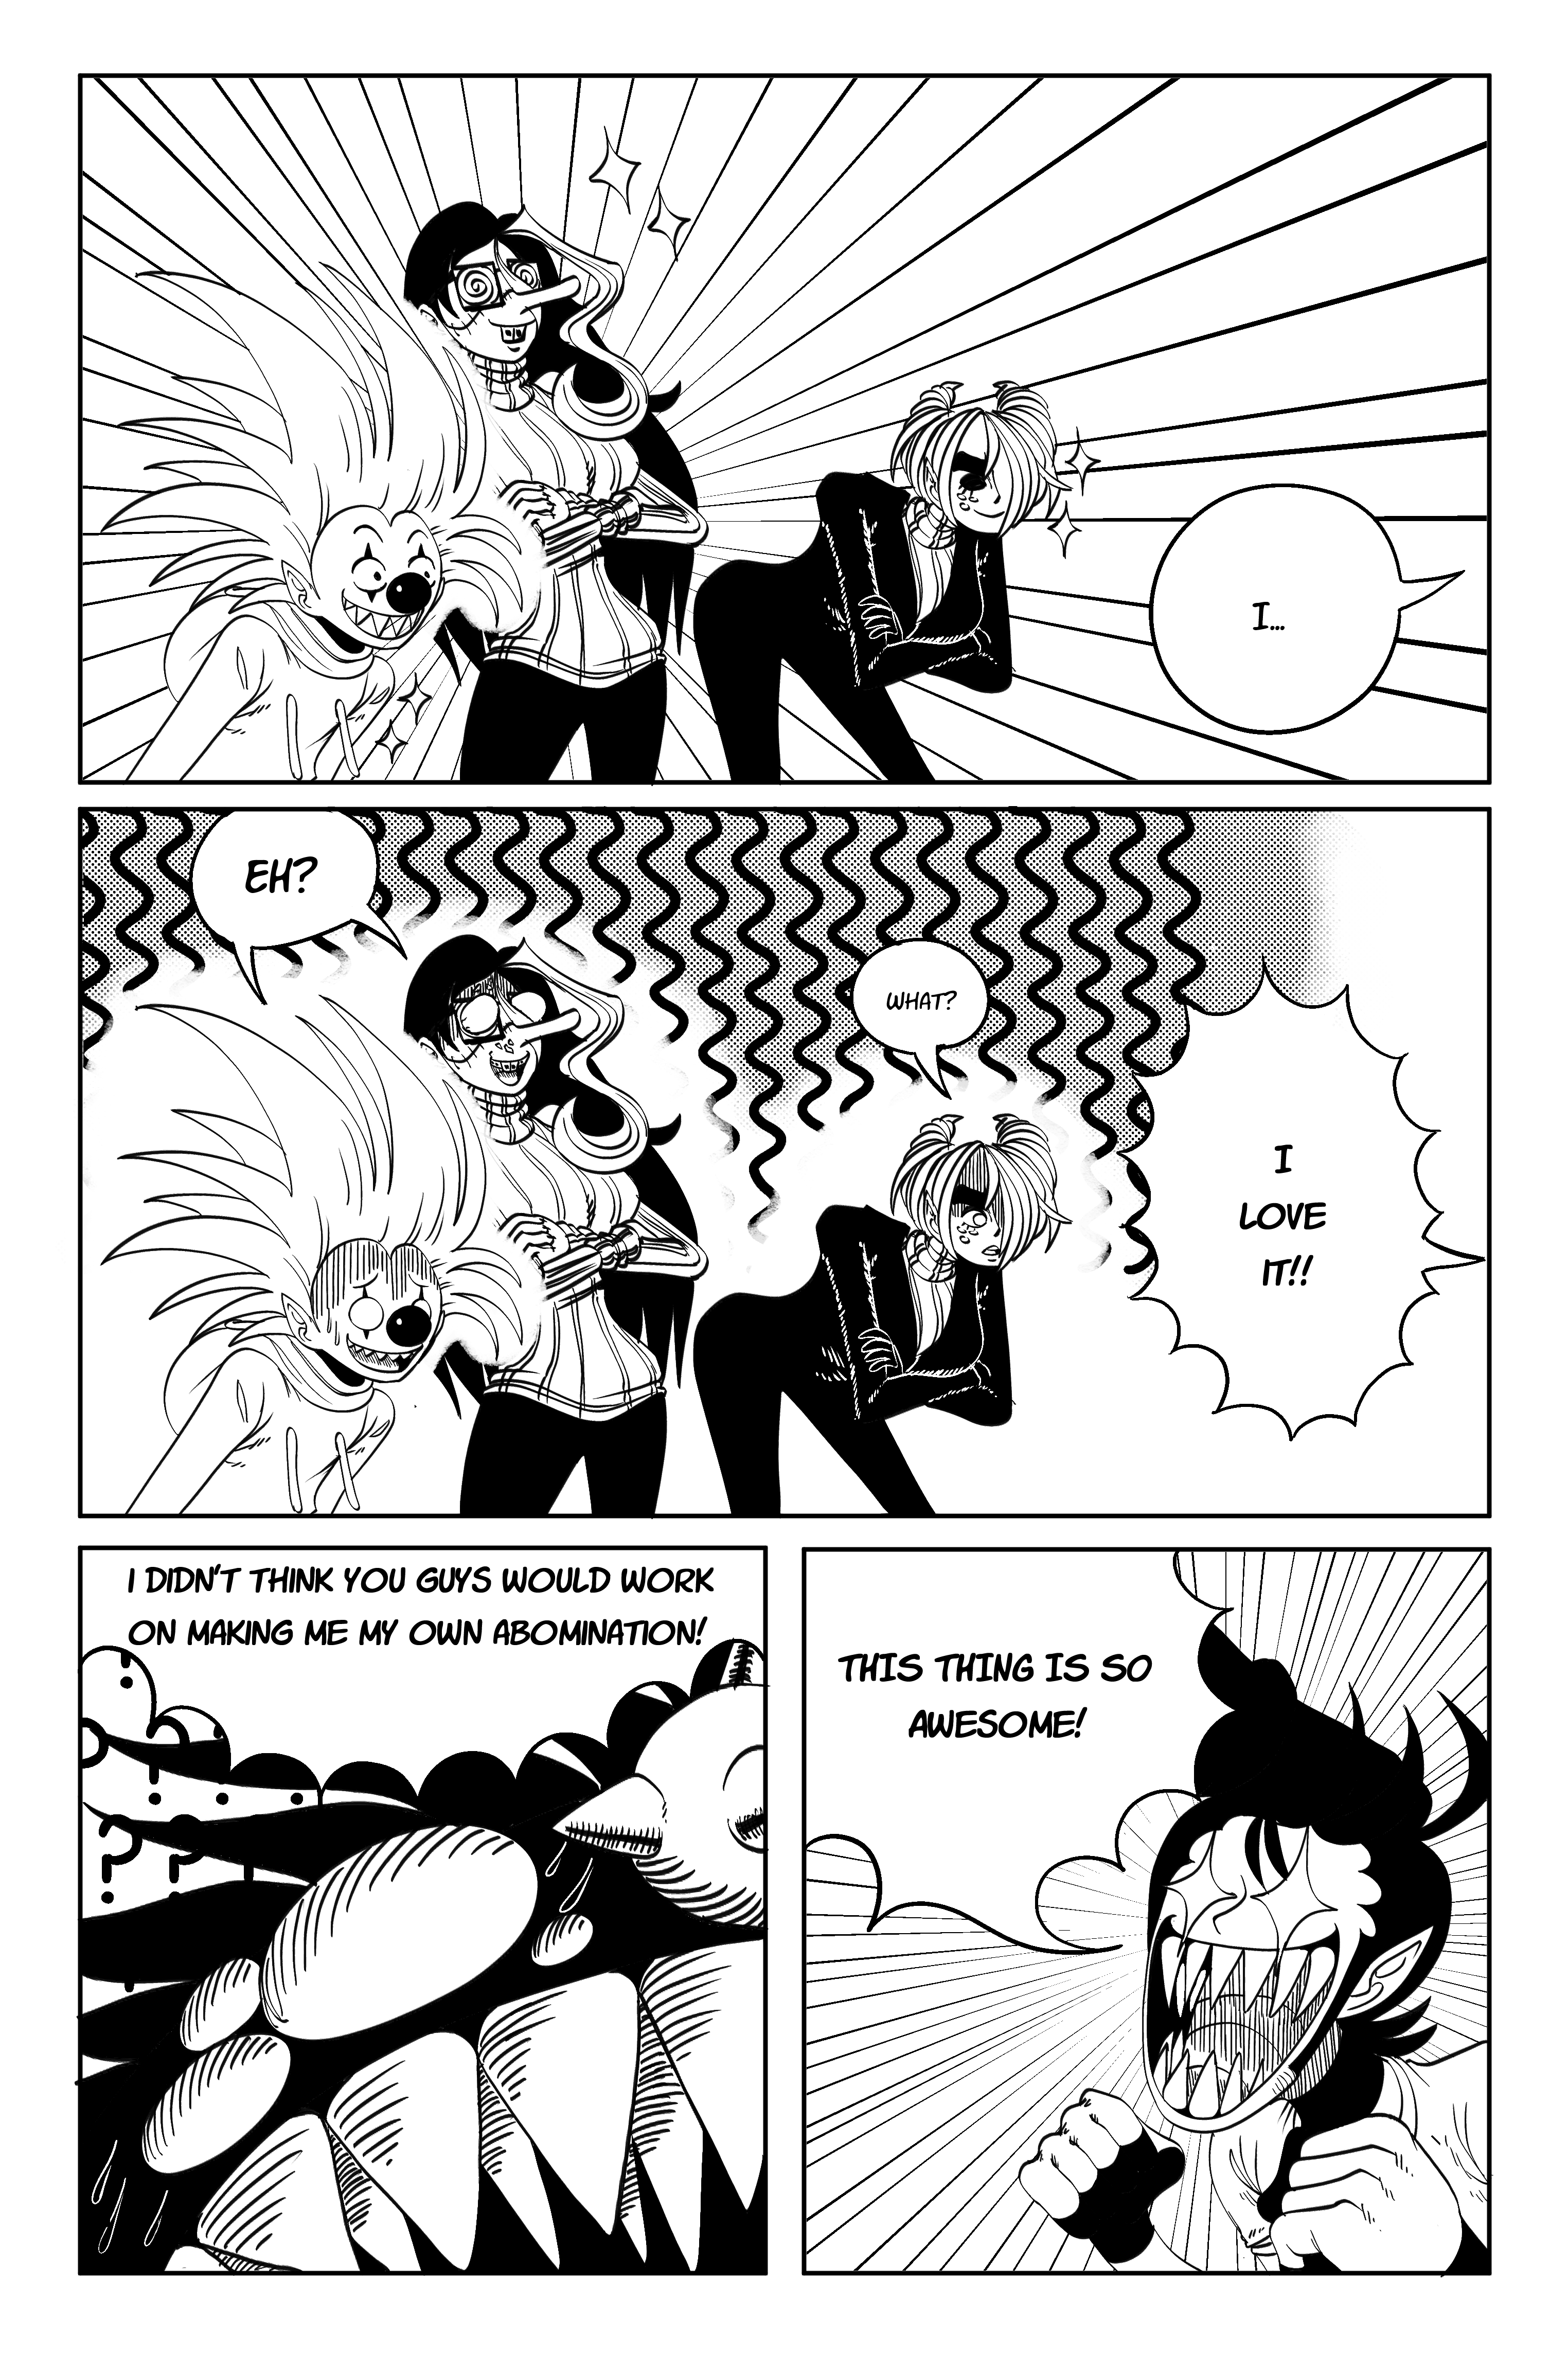 I...
EH?
WHAT?
I
LOVE
IT!!
I DIDN'T THINK YOU GUYS WOULD WORK
ON MAKING ME MY OWN ABOMINATION!
? ? ?
? ? ?
THIS THING IS SO
AWESOME!